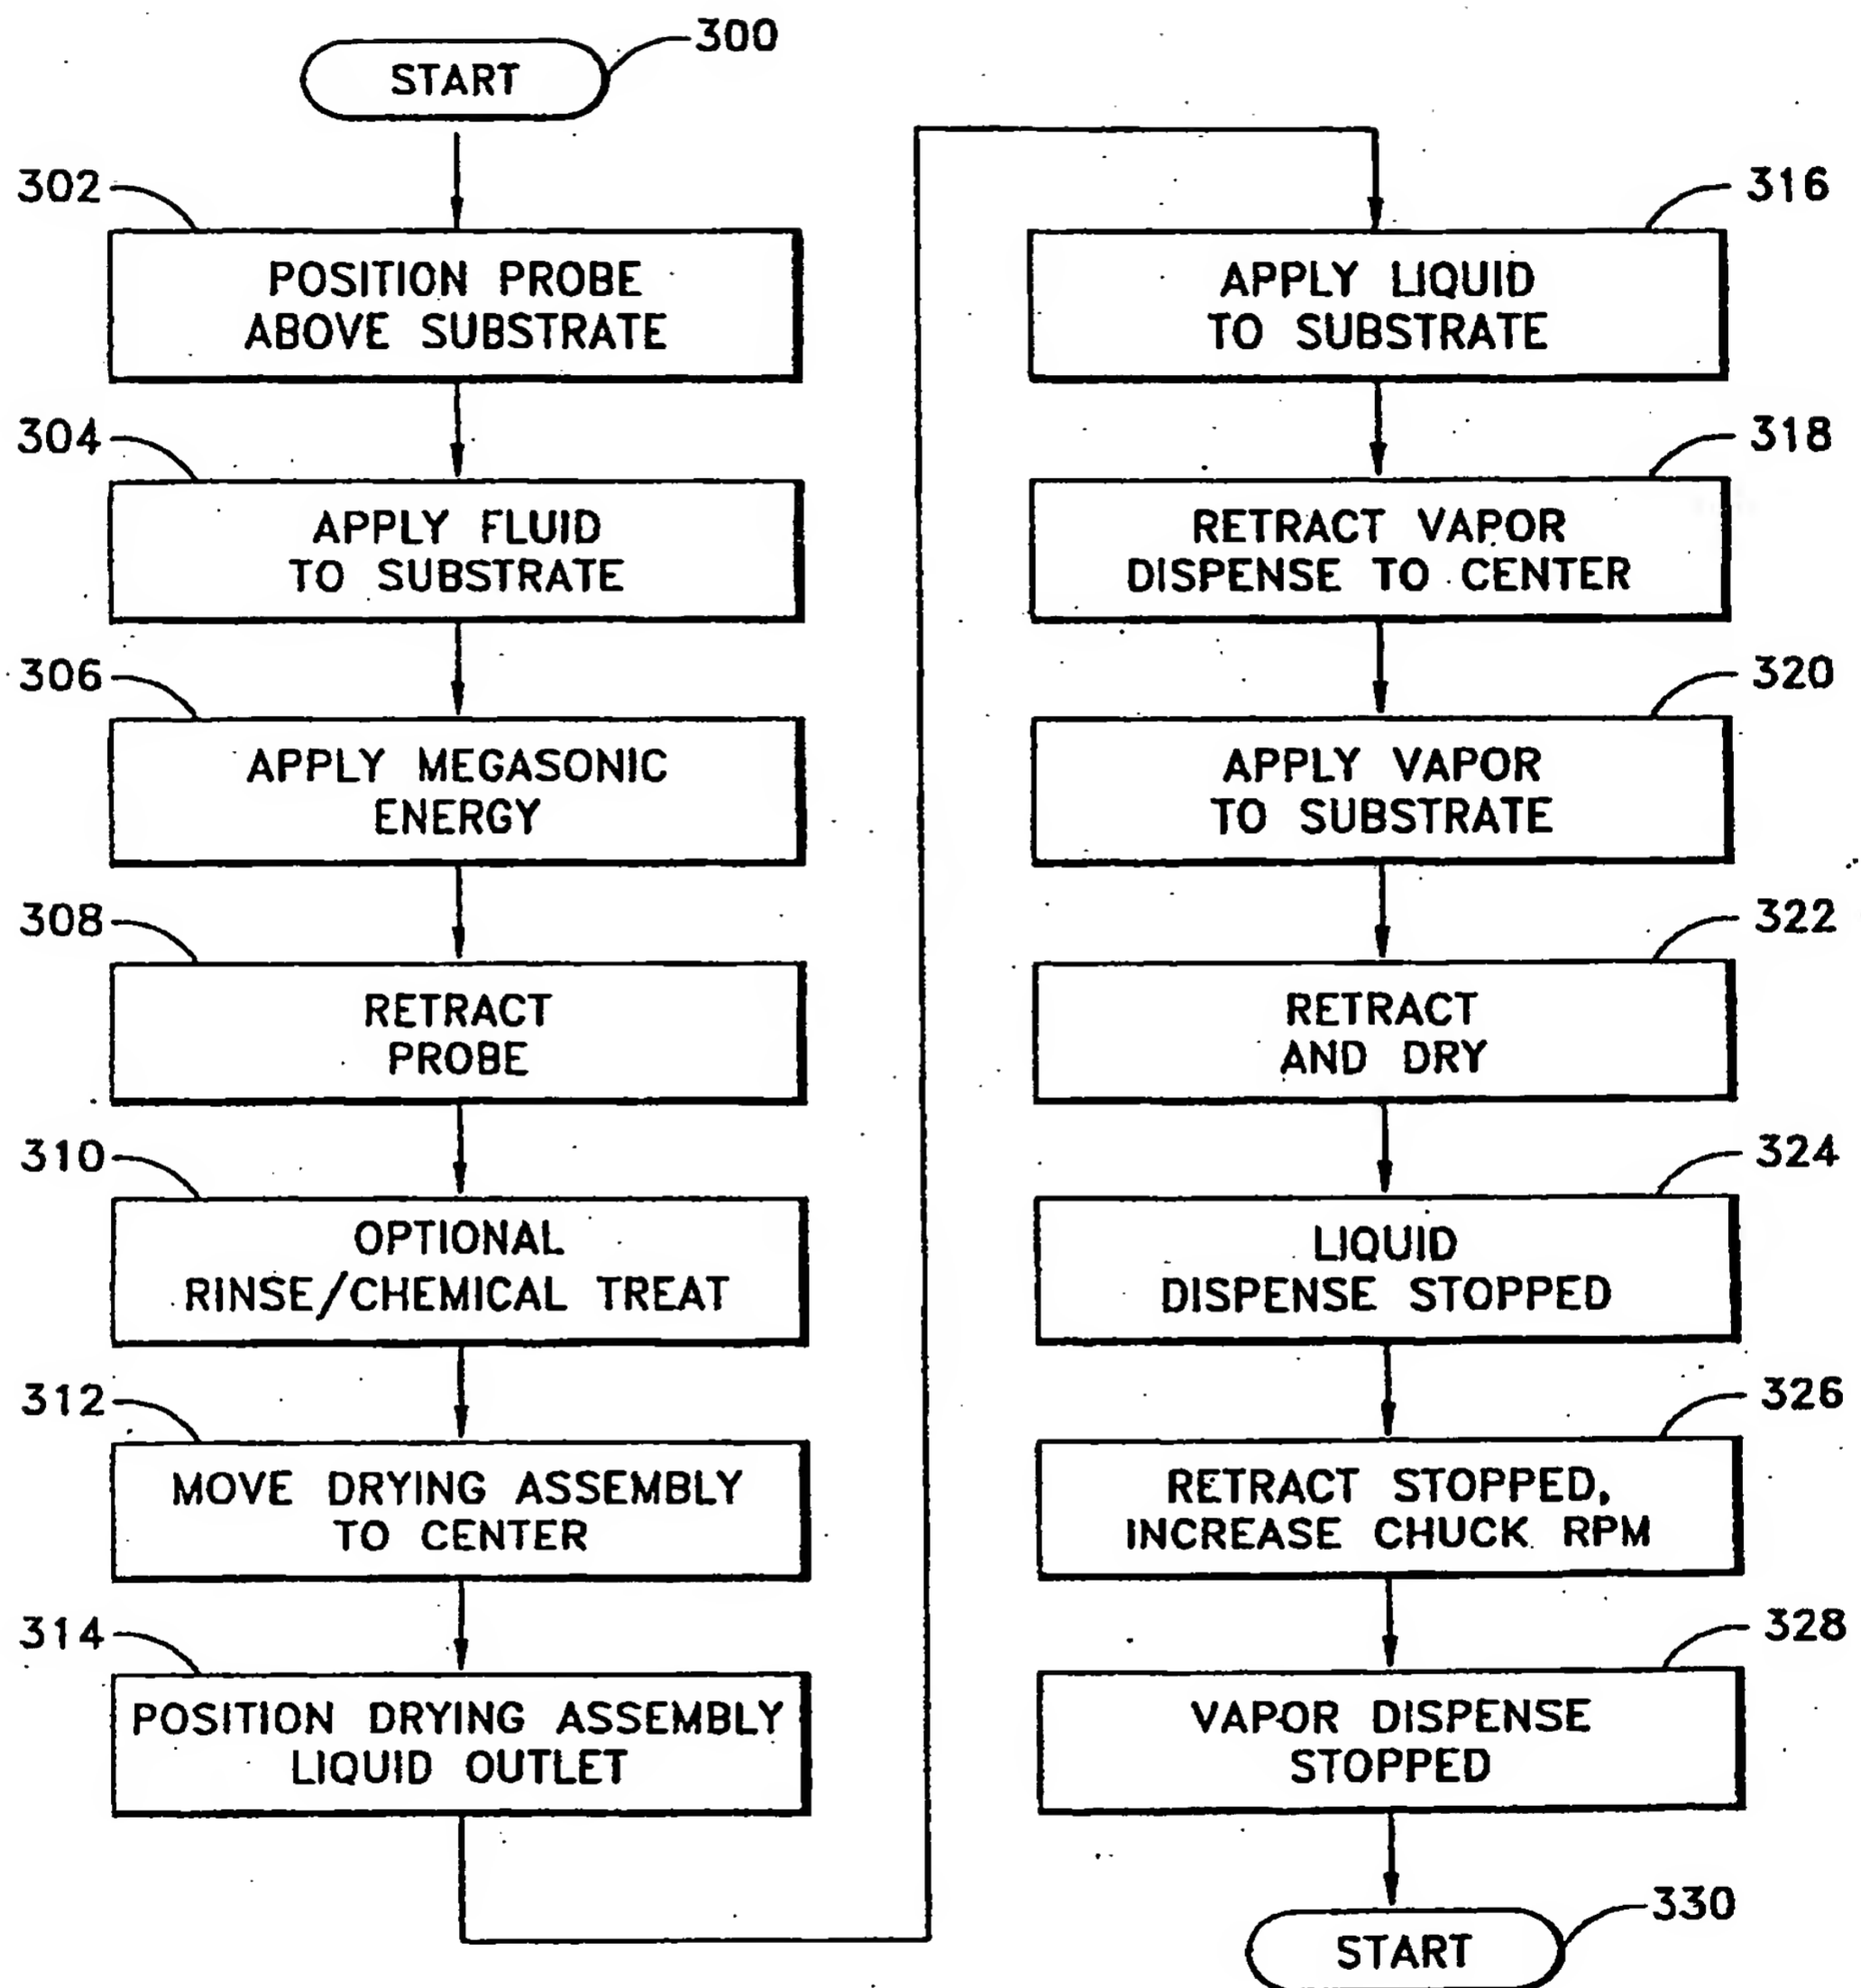 300
START
302
POSITION PROBE
ABOVE SUBSTRATE
304
APPLY FLUID
TO SUBSTRATE
306
APPLY MEGASONIC
ENERGY
308
RETRACT
PROBE
310
OPTIONAL
RINSE/CHEMICAL TREAT
312
MOVE DRYING ASSEMBLY
TO CENTER
314
POSITION DRYING ASSEMBLY
LIQUID OUTLET
316
APPLY LIQUID
TO SUBSTRATE
318
RETRACT VAPOR
DISPENSE TO CENTER
320
APPLY VAPOR
TO SUBSTRATE
322
RETRACT
AND DRY
324
LIQUID
DISPENSE STOPPED
326
RETRACT STOPPED,
INCREASE CHUCK RPM
328
VAPOR DISPENSE
STOPPED
330
START